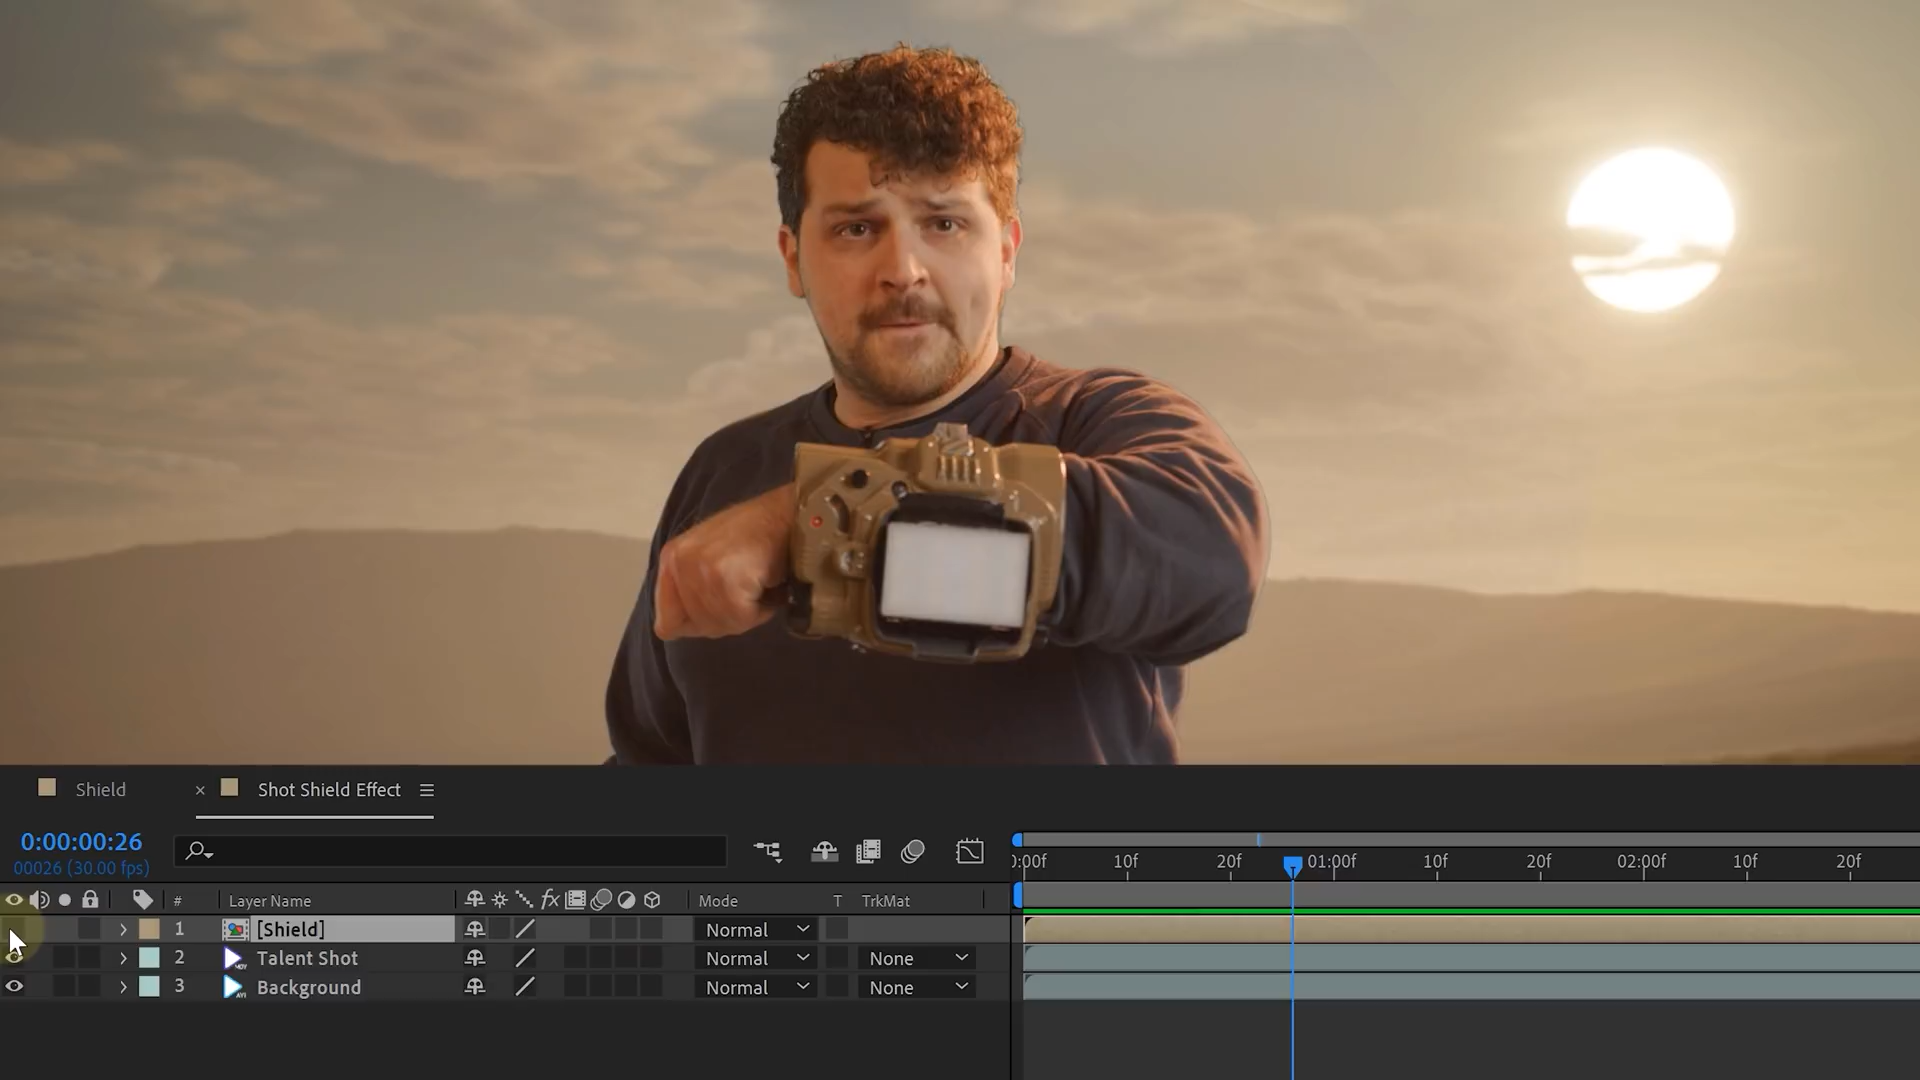 Shield
× Shot Shield Effect
0:00:00:26
00026 (30.00 fps)
:00f 10f 20f 01:00f 10f 20f 02:00f 10f 20f
# Layer Name fx Mode T TrkMat
1 [Shield] Normal
2 Talent Shot Normal None
3 Background Normal None